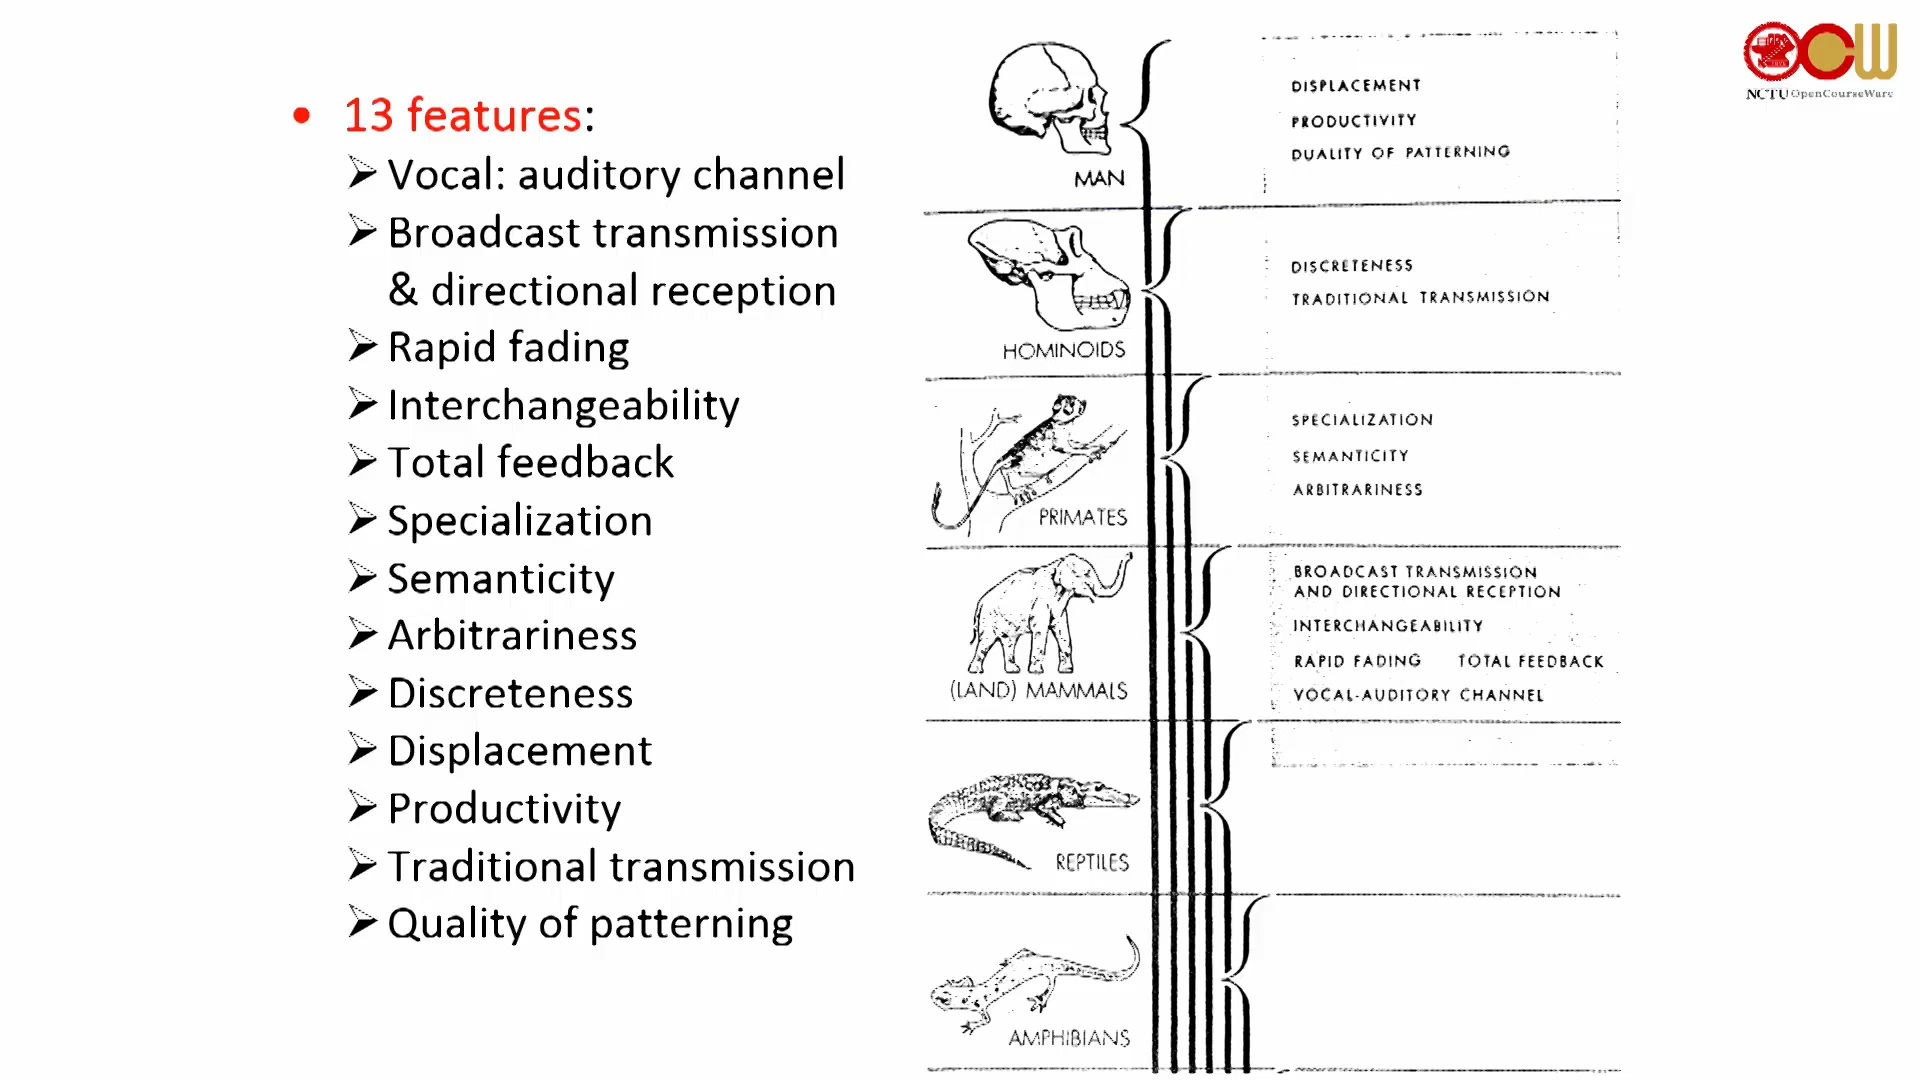 • 13 features:
➢ Vocal: auditory channel
➢ Broadcast transmission
& directional reception
➢ Rapid fading
➢ Interchangeability
➢ Total feedback
➢ Specialization
➢ Semanticity
➢ Arbitrariness
➢ Discreteness
➢ Displacement
➢ Productivity
➢ Traditional transmission
➢ Quality of patterning
MAN
DISPLACEMENT
PRODUCTIVITY
DUALITY OF PATTERNING
HOMINOIDS
DISCRETENESS
TRADITIONAL TRANSMISSION
PRIMATES
SPECIALIZATION
SEMANTICITY
ARBITRARINESS
(LAND) MAMMALS
BROADCAST TRANSMISSION
AND DIRECTIONAL RECEPTION
INTERCHANGEABILITY
RAPID FADING TOTAL FEEDBACK
VOCAL-AUDITORY CHANNEL
REPTILES
AMPHIBIANS
OCW
NCTU OpenCourseWare